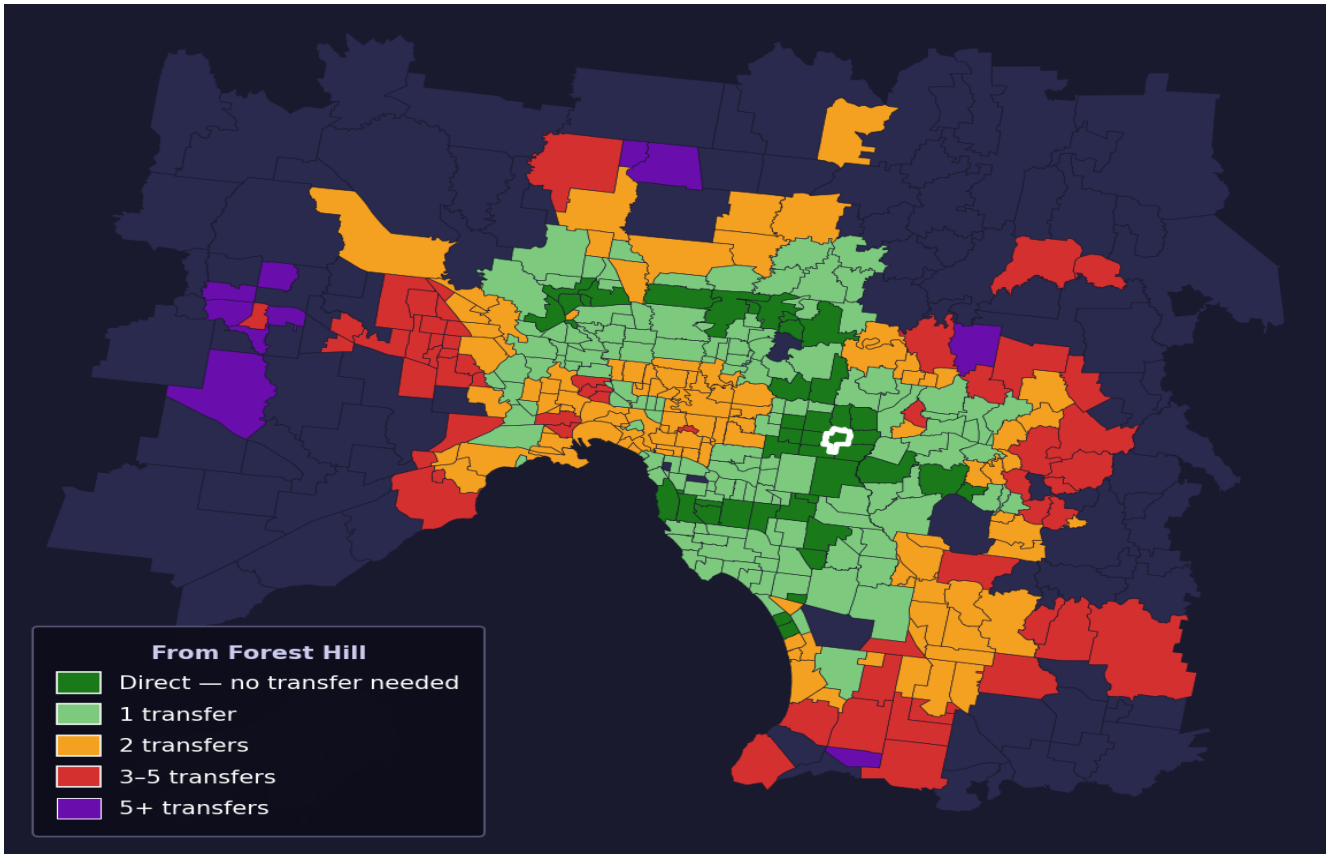 From Forest Hill
Direct — no transfer needed
1 transfer
2 transfers
3–5 transfers
5+ transfers